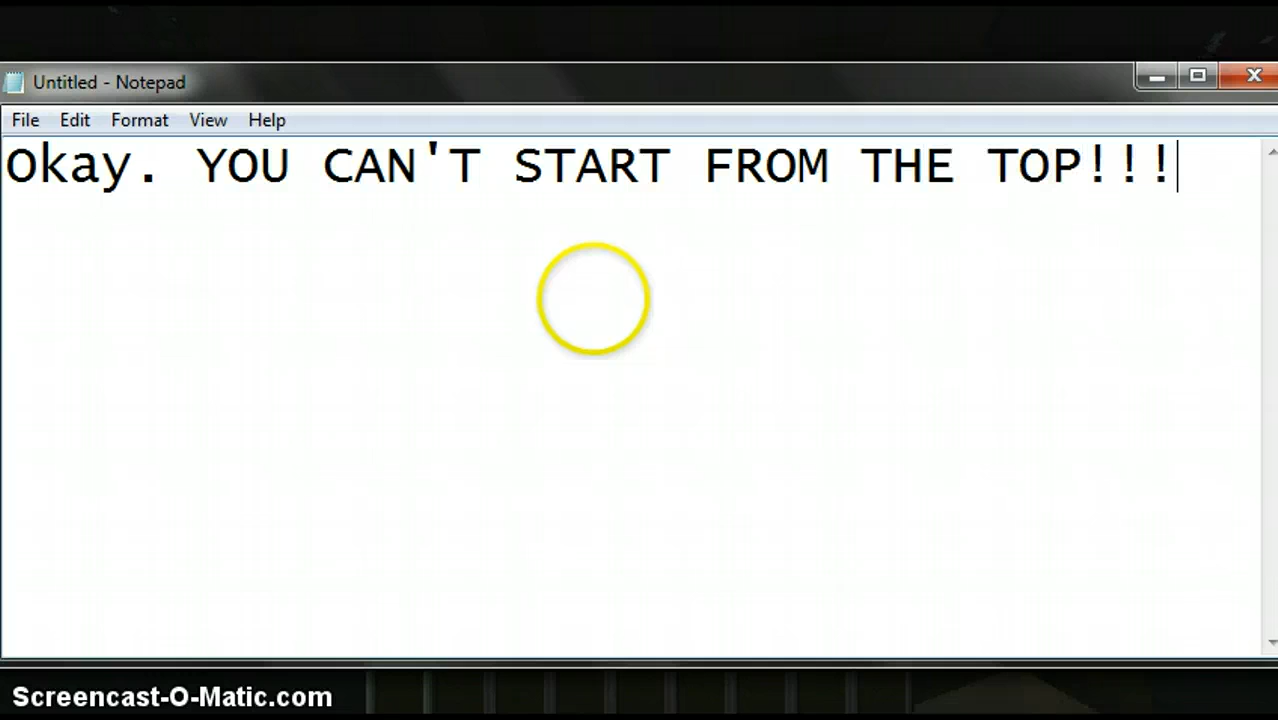 Untitled - Notepad
File Edit Format View Help
Okay. YOU CAN'T START FROM THE TOP!!!
Screencast-O-Matic.com